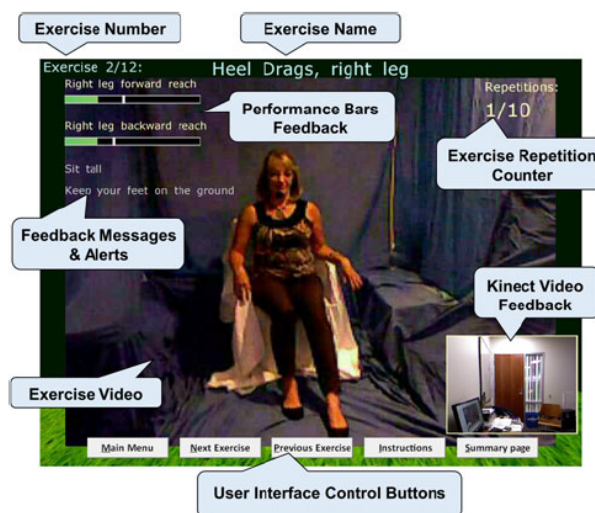 Exercise Number
Exercise Name
Exercise 2/12:
Heel Drags, right leg
Right leg forward reach
Right leg backward reach
Sit tall
Keep your feet on the ground
Performance Bars
Feedback
Repetitions:
1/10
Exercise Repetition
Counter
Feedback Messages
& Alerts
Kinect Video
Feedback
Exercise Video
Main Menu
Next Exercise
Previous Exercise
Instructions
Summary page
User Interface Control Buttons